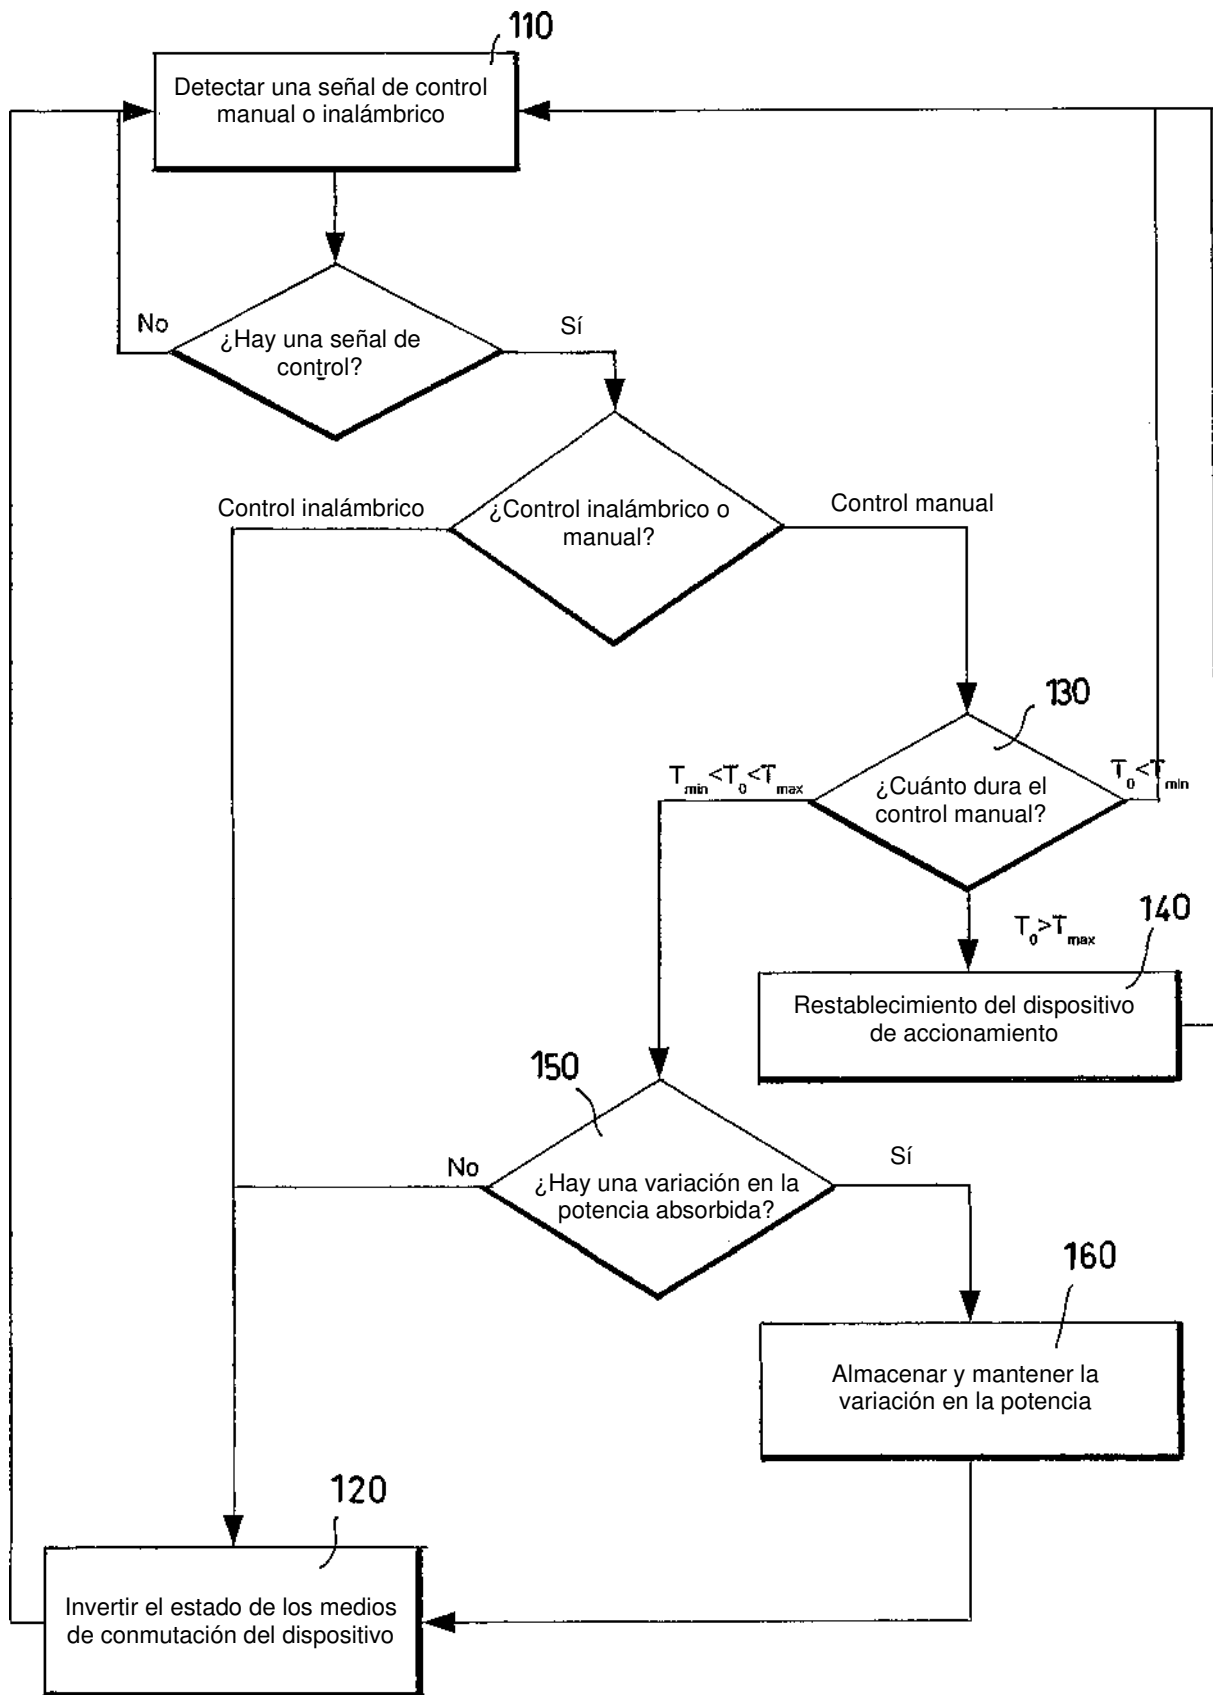 110
Detectar una señal de control
manual o inalámbrico
No
¿Hay una señal de
control?
Sí
Control inalámbrico
¿Control inalámbrico o
manual?
Control manual
130
T_min<T_0<T_max
¿Cuánto dura el
control manual?
T_0<T_min
T_0>T_max
140
Restablecimiento del dispositivo
de accionamiento
150
No
¿Hay una variación en la
potencia absorbida?
Sí
160
Almacenar y mantener la
variación en la potencia
120
Invertir el estado de los medios
de conmutación del dispositivo